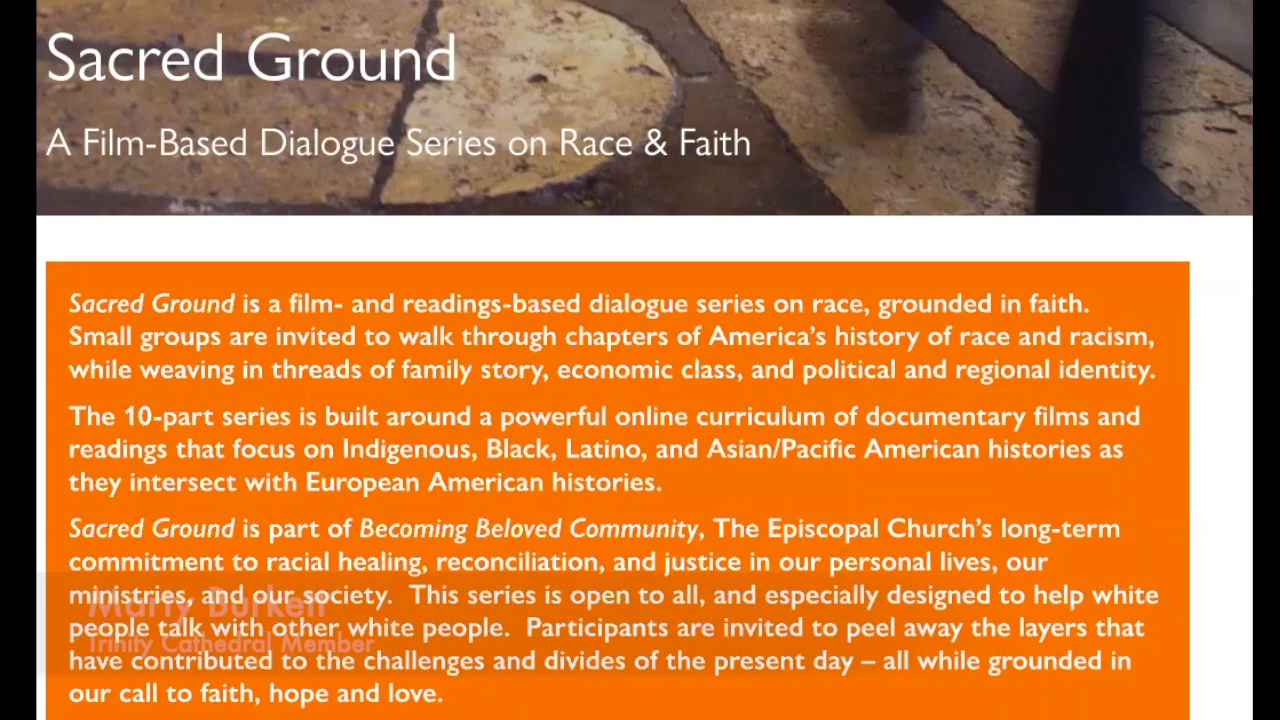 Sacred Ground
A Film-Based Dialogue Series on Race & Faith
Sacred Ground is a film- and readings-based dialogue series on race, grounded in faith.
Small groups are invited to walk through chapters of America's history of race and racism,
while weaving in threads of family story, economic class, and political and regional identity.
The 10-part series is built around a powerful online curriculum of documentary films and
readings that focus on Indigenous, Black, Latino, and Asian/Pacific American histories as
they intersect with European American histories.
Sacred Ground is part of Becoming Beloved Community, The Episcopal Church's long-term
commitment to racial healing, reconciliation, and justice in our personal lives, our
ministries, and our society.  This series is open to all, and especially designed to help white
people talk with other white people.  Participants are invited to peel away the layers that
have contributed to the challenges and divides of the present day – all while grounded in
our call to faith, hope and love.
Trinity Cathedral Member